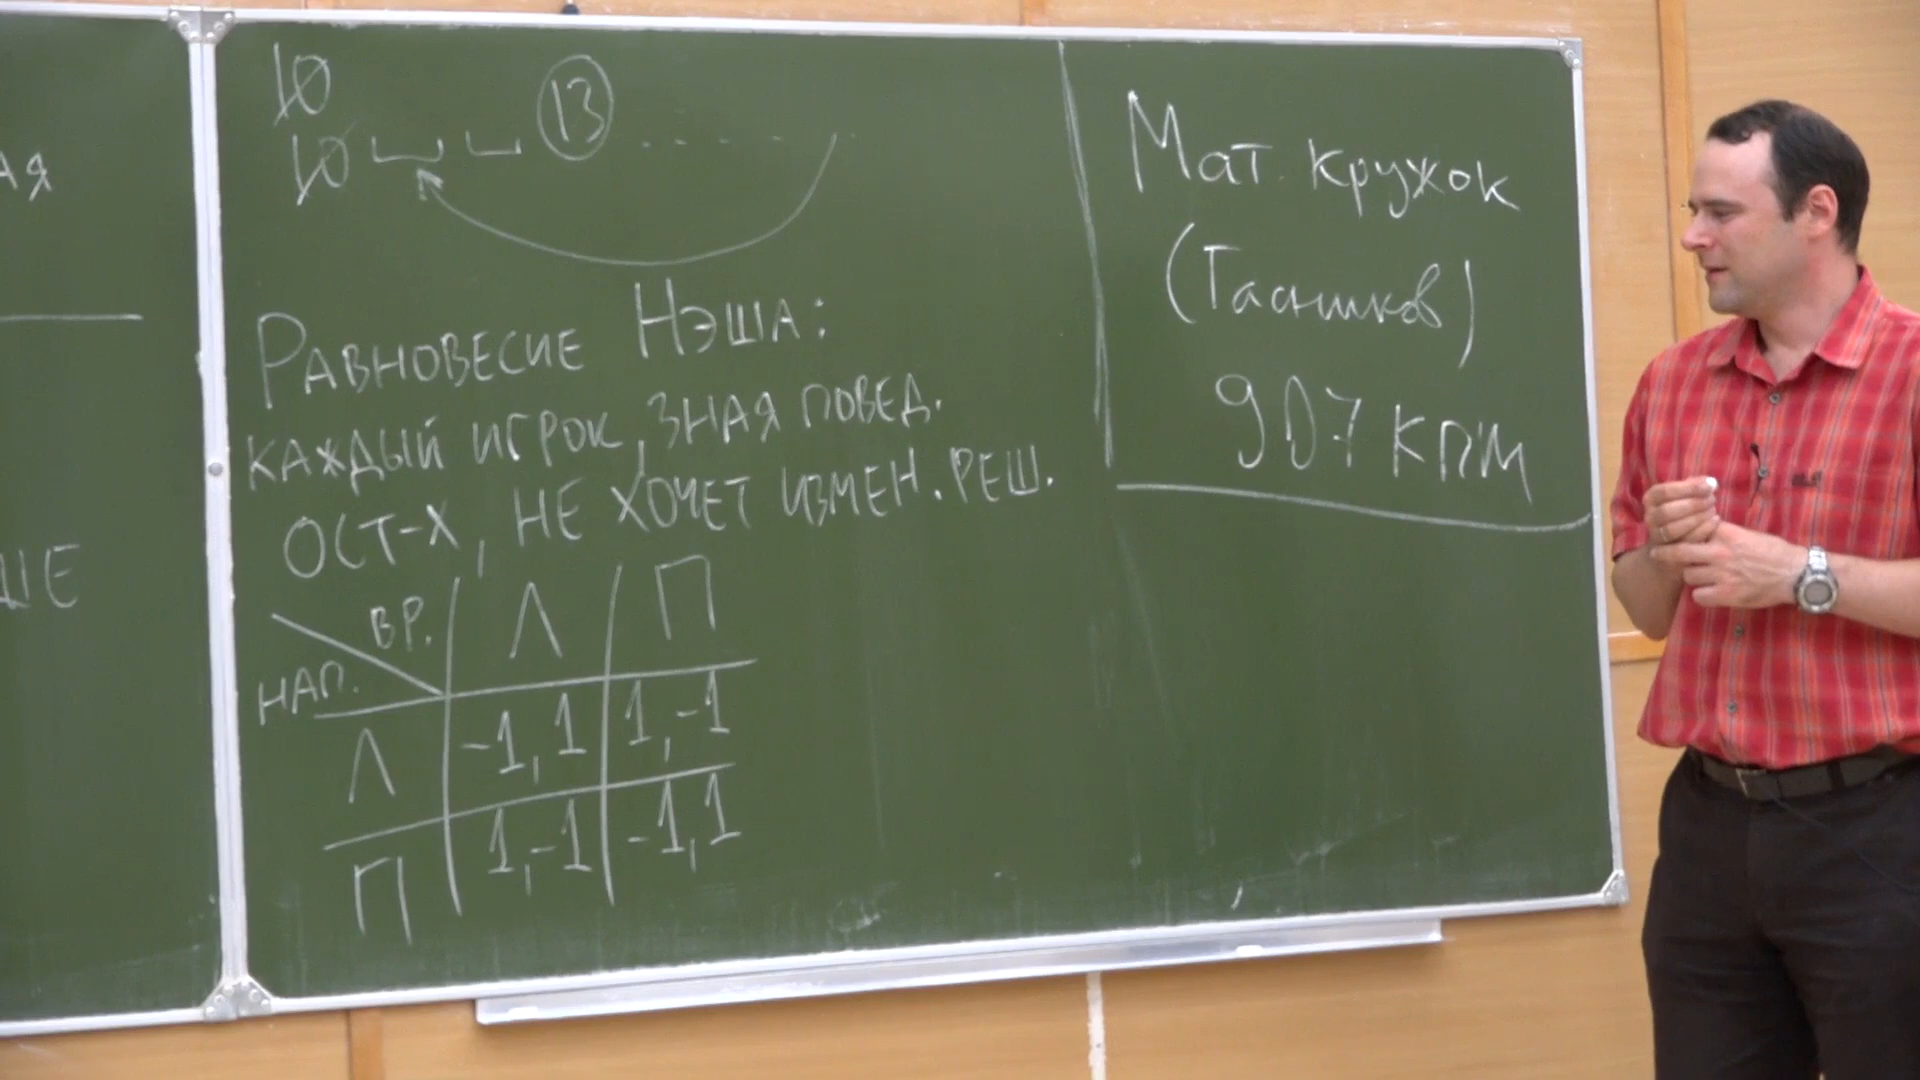 АЯ
ШЕ
10
10 13
Равновесие Нэша:
каждый игрок, зная повед.
ост-х, не хочет измен. реш.
вр. Л П
нап.
Л -1, 1 1, -1
П 1, -1 -1, 1
Мат. кружок
(Тасников)
907 КПМ